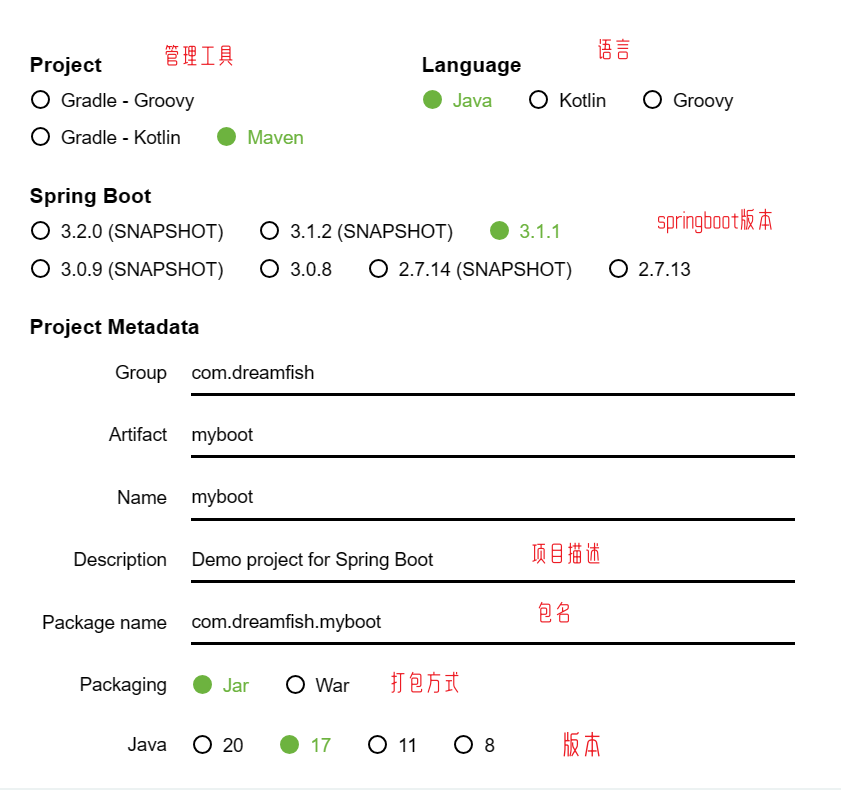 Project 管理工具
Language 语言
Gradle - Groovy
Java Kotlin Groovy
Gradle - Kotlin Maven
Spring Boot
3.2.0 (SNAPSHOT) 3.1.2 (SNAPSHOT) 3.1.1 springboot版本
3.0.9 (SNAPSHOT) 3.0.8 2.7.14 (SNAPSHOT) 2.7.13
Project Metadata
Group com.dreamfish
Artifact myboot
Name myboot
Description Demo project for Spring Boot 项目描述
Package name com.dreamfish.myboot 包名
Packaging Jar War 打包方式
Java 20 17 11 8 版本